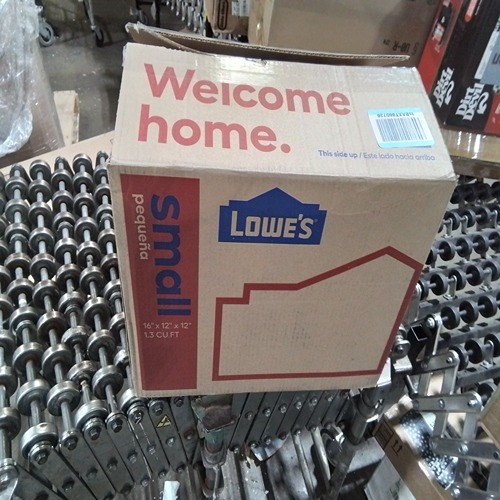 Welcome
home.
This side up / Este lado hacia arriba
LOWE'S
small
pequeña
16" x 12" x 12"
1.3 CU.FT